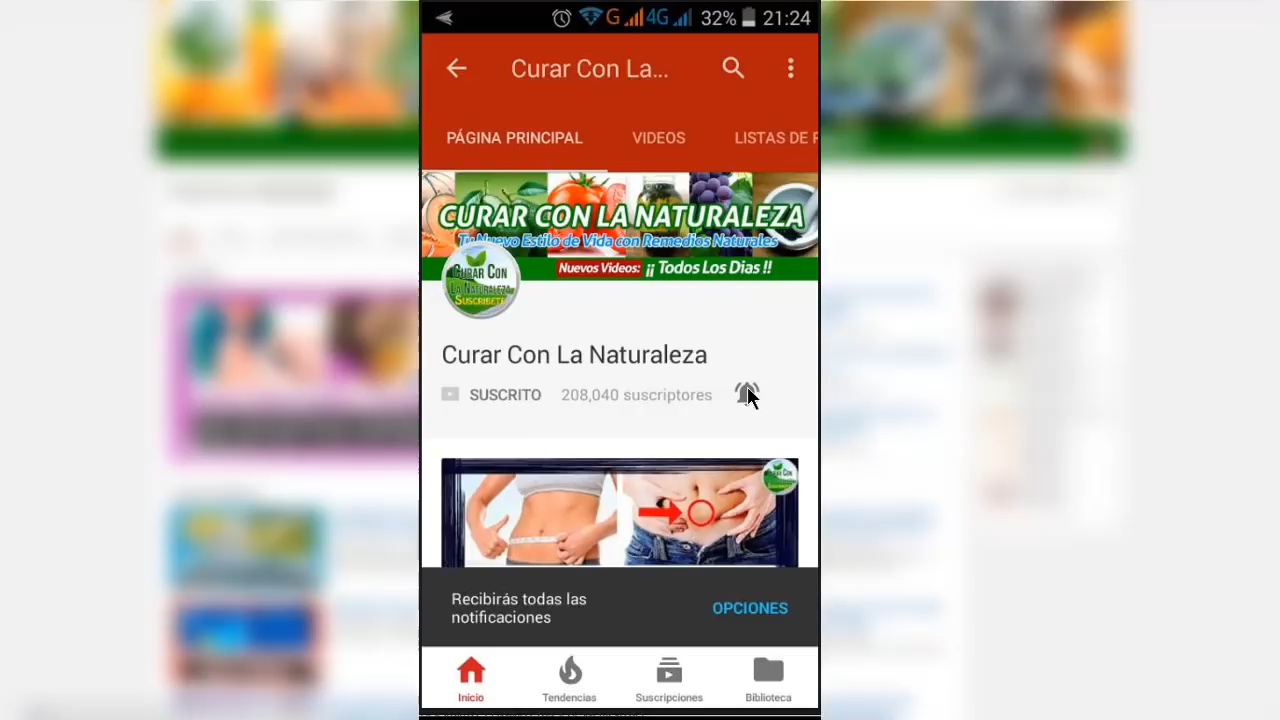 G 4G 32% 21:24
Curar Con La...
PÁGINA PRINCIPAL VIDEOS LISTAS DE
CURAR CON LA NATURALEZA
Tu Nuevo Estilo de Vida con Remedios Naturales
Nuevos Videos: ¡¡ Todos Los Dias !!
CURAR CON
LA NATURALEZA
SUSCRIBETE
Curar Con La Naturaleza
SUSCRITO 208,040 suscriptores
Recibirás todas las
notificaciones
OPCIONES
Inicio Tendencias Suscripciones Biblioteca